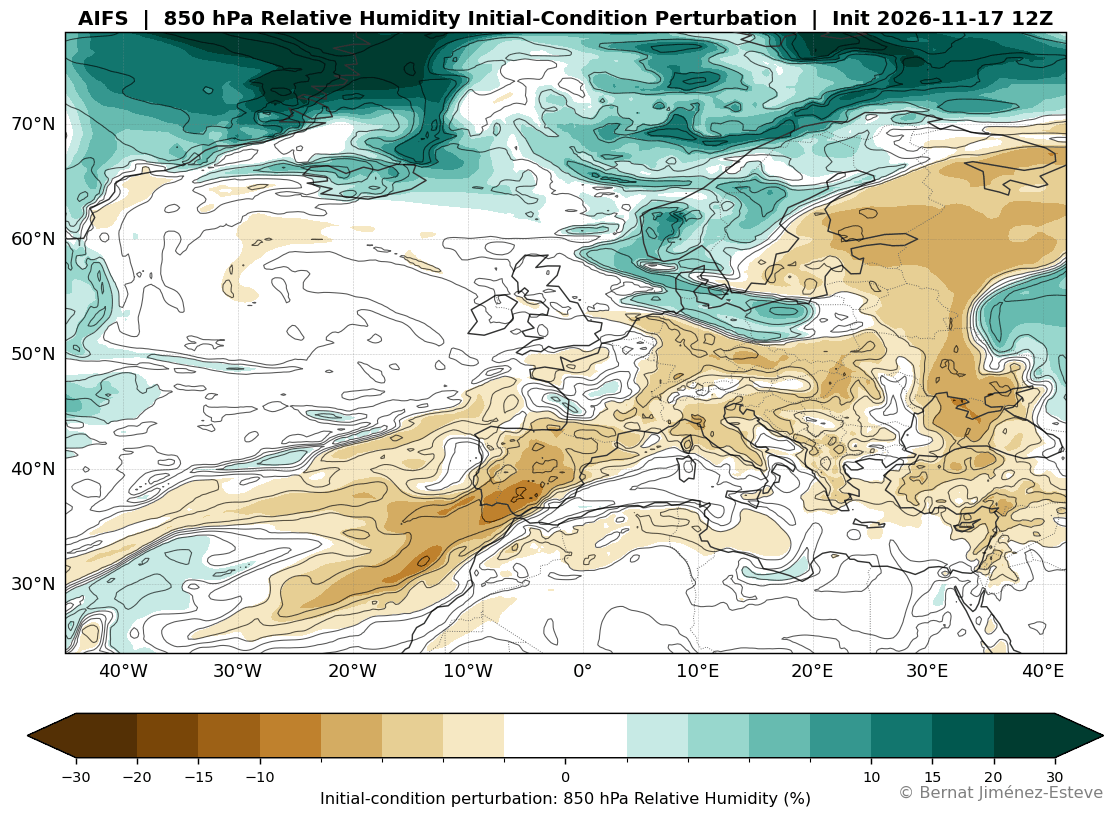 AIFS | 850 hPa Relative Humidity Initial-Condition Perturbation | Init 2026-11-17 12Z
70°N
60°N
50°N
40°N
30°N
40°W 30°W 20°W 10°W 0° 10°E 20°E 30°E 40°E
−30 −20 −15 −10 0 10 15 20 30
Initial-condition perturbation: 850 hPa Relative Humidity (%)
© Bernat Jiménez-Esteve